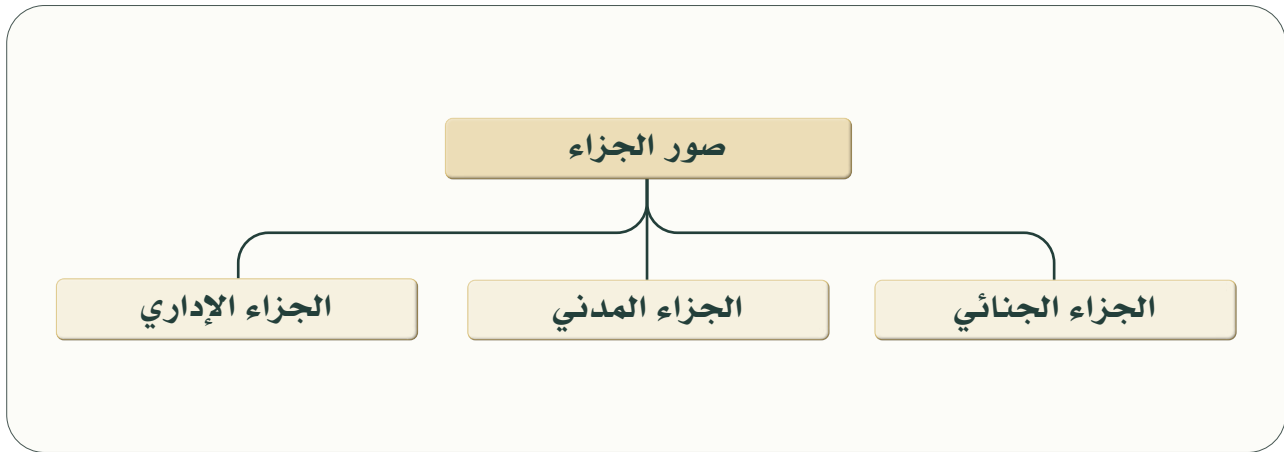 صور الجزاء
الجزاء الجنائي
الجزاء المدني
الجزاء الإداري